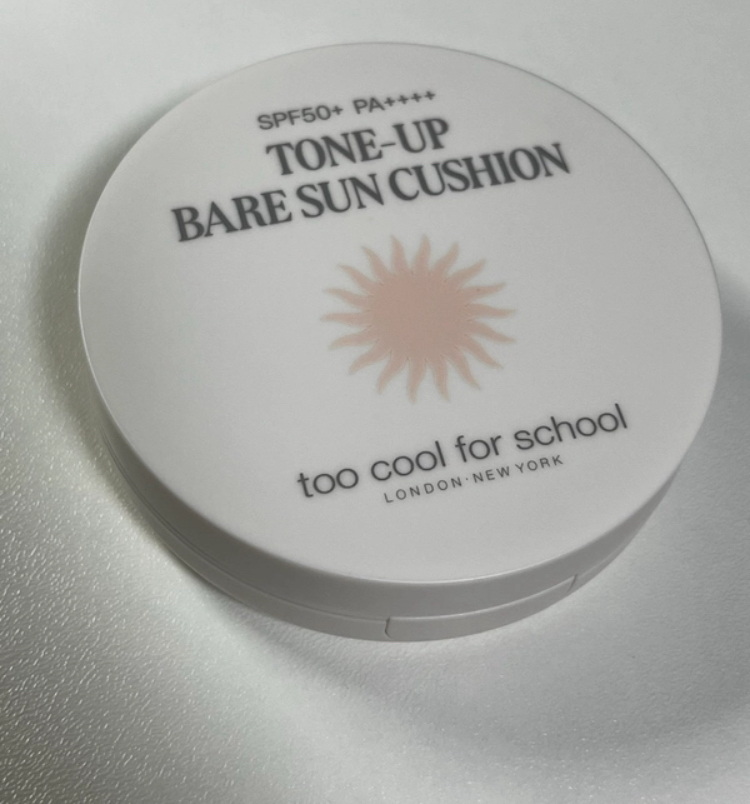 SPF50+ PA++++
TONE-UP
BARE SUN CUSHION
too cool for school
LONDON·NEW YORK